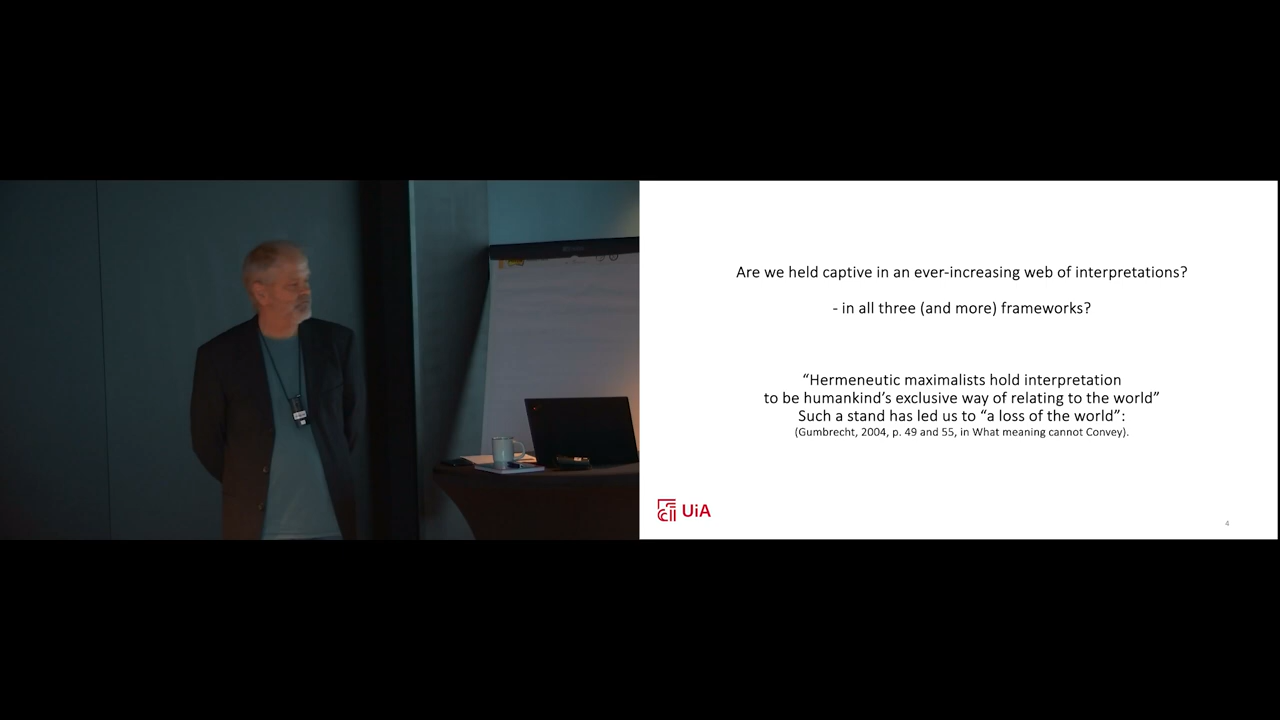 Are we held captive in an ever-increasing web of interpretations?
- in all three (and more) frameworks?
“Hermeneutic maximalists hold interpretation
to be humankind’s exclusive way of relating to the world”
Such a stand has led us to “a loss of the world”:
(Gumbrecht, 2004, p. 49 and 55, in What meaning cannot Convey).
UiA
4